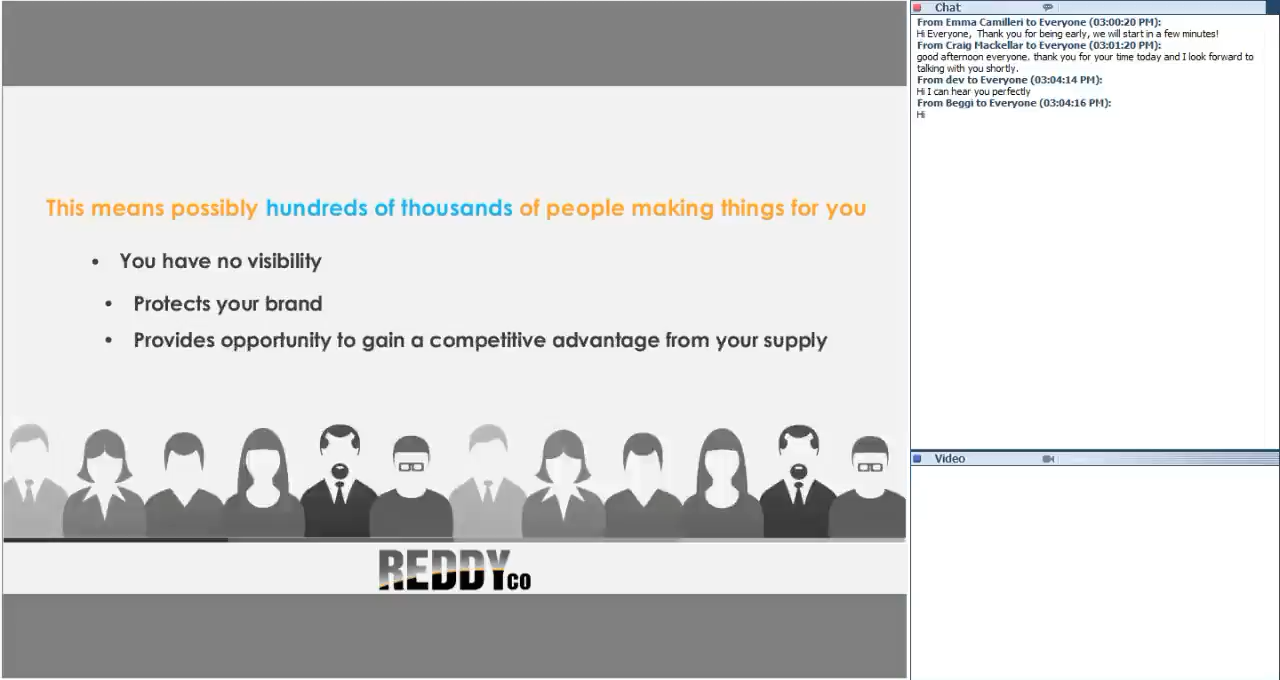 This means possibly hundreds of thousands of people making things for you
• You have no visibility
• Protects your brand
• Provides opportunity to gain a competitive advantage from your supply
REDDYCO
Chat
From Emma Camilleri to Everyone (03:00:20 PM):
Hi Everyone, Thank you for being early, we will start in a few minutes!
From Craig Mackellar to Everyone (03:01:20 PM):
good afternoon everyone. thank you for your time today and I look forward to
talking with you shortly.
From dev to Everyone (03:04:14 PM):
Hi I can hear you perfectly
From Beggi to Everyone (03:04:16 PM):
Hi
Video